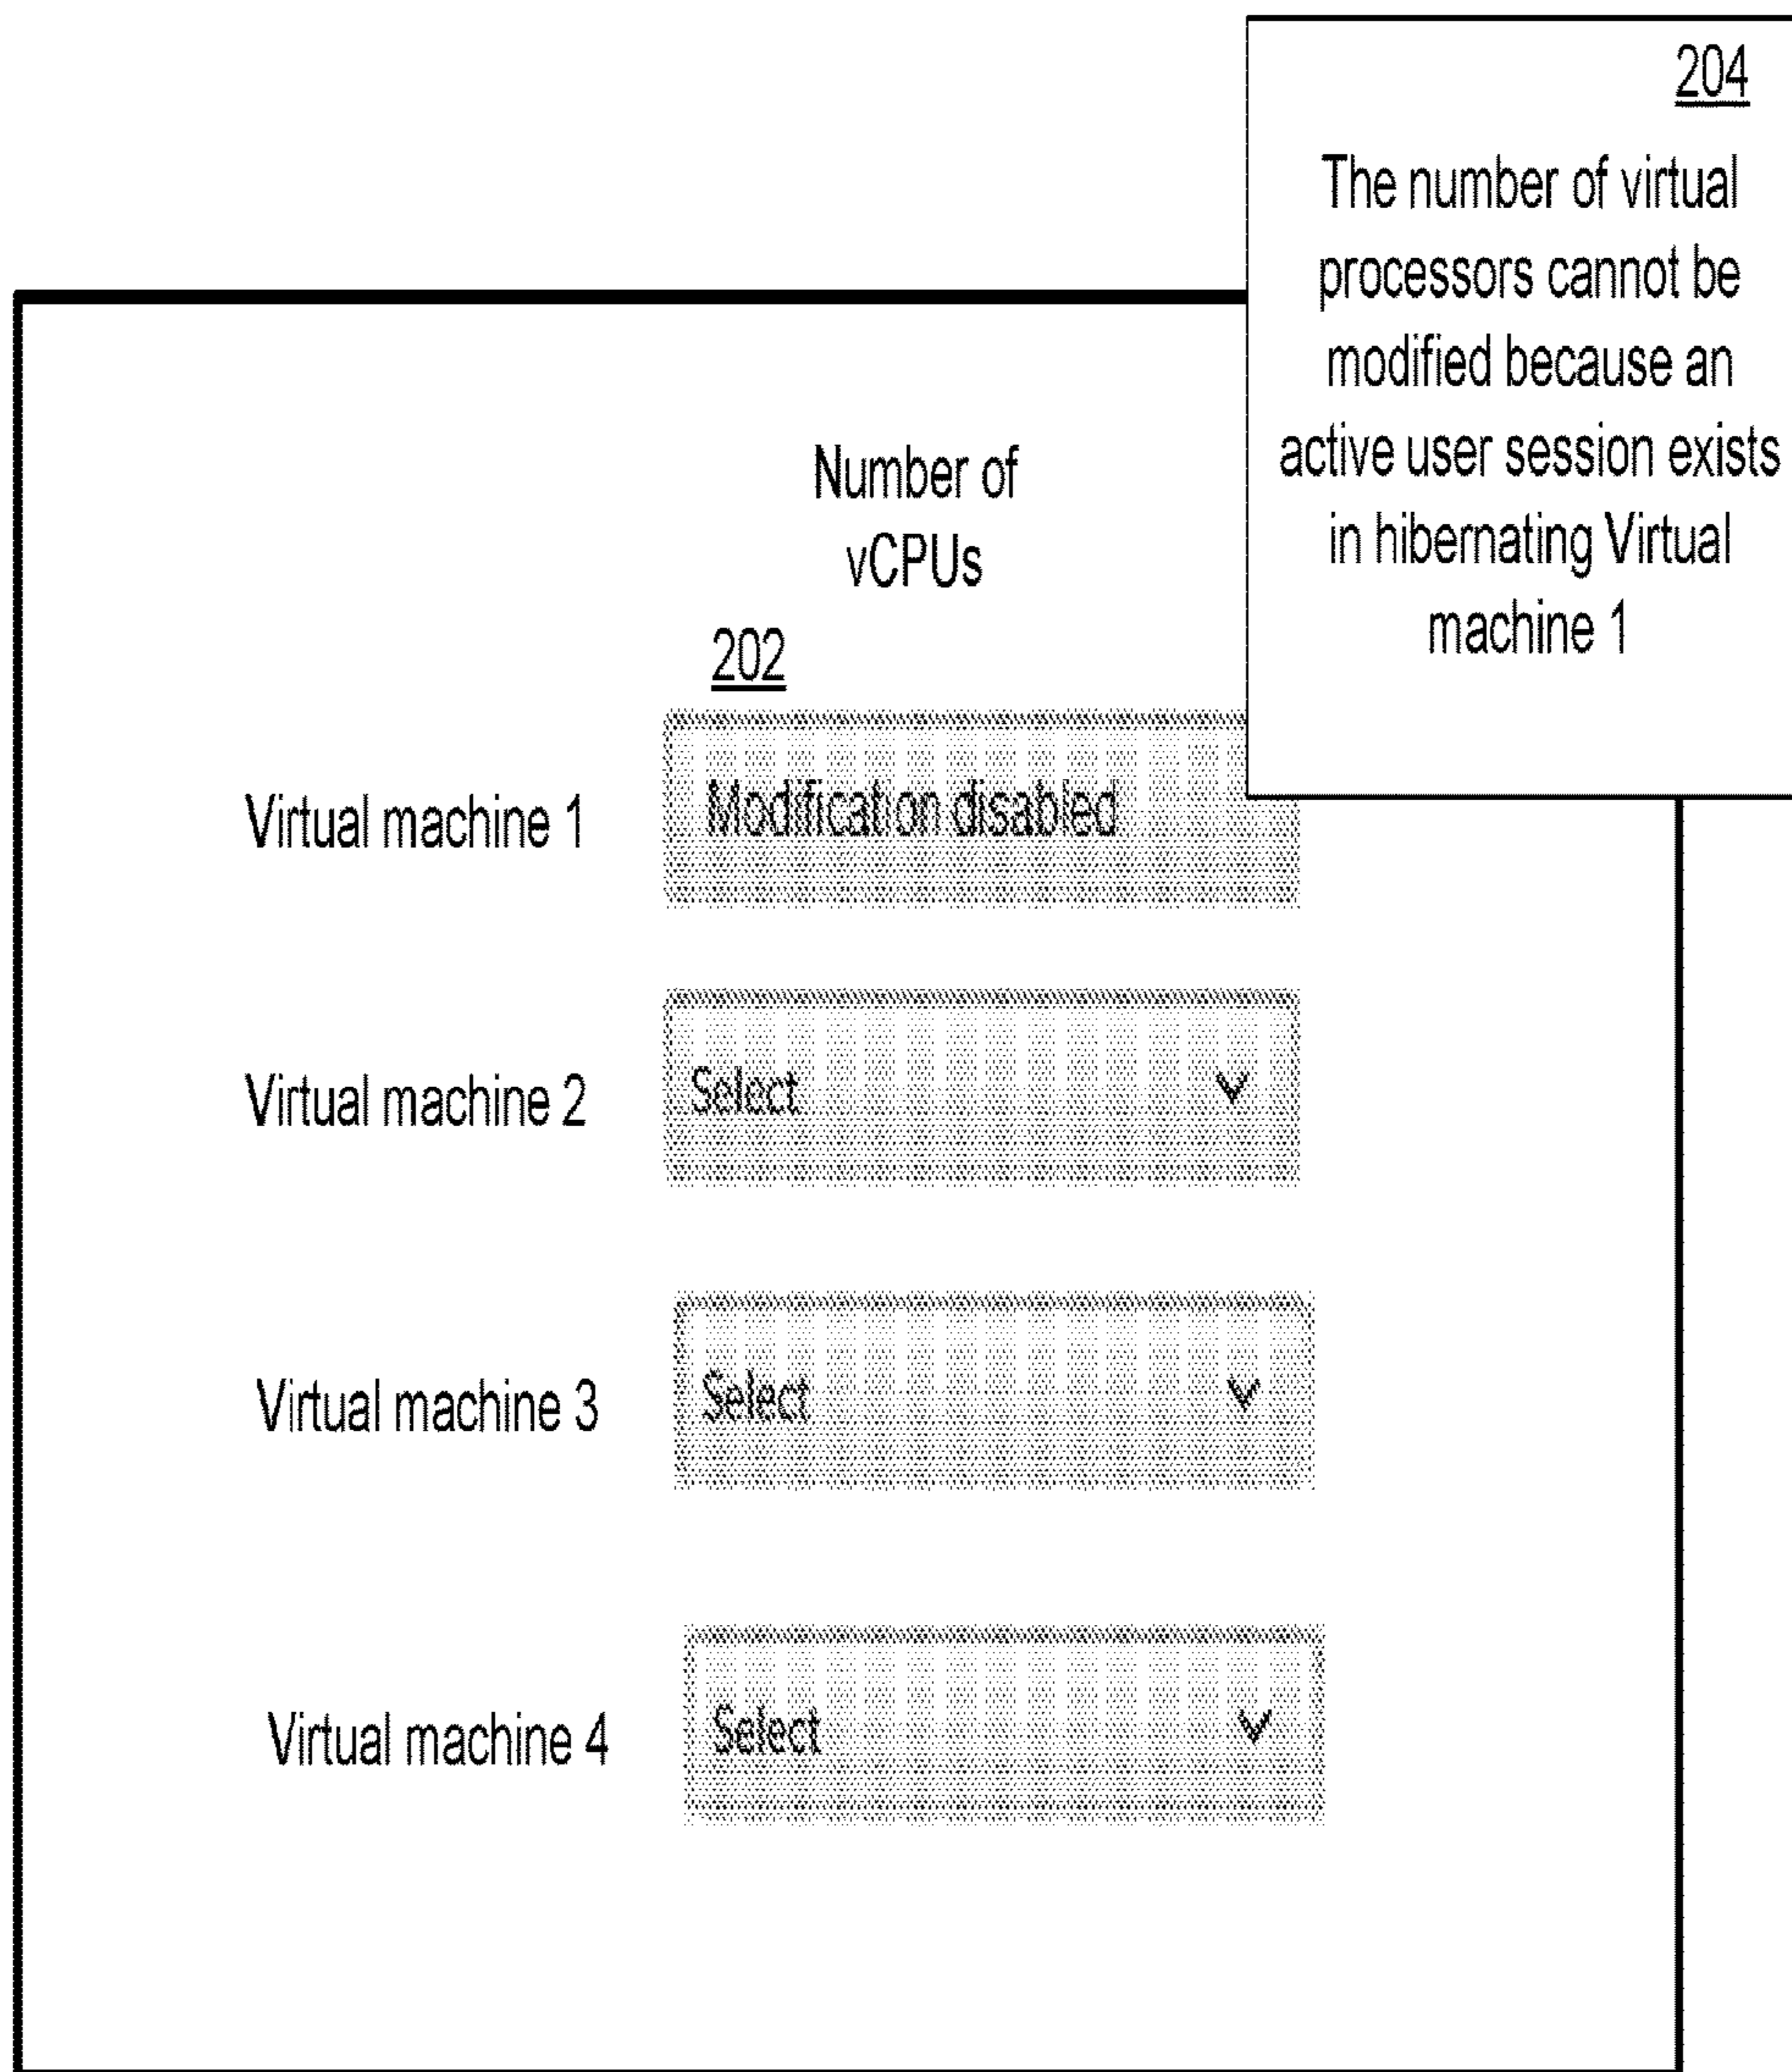 204
The number of virtual
processors cannot be
modified because an
active user session exists
in hibernating Virtual
machine 1
Number of
vCPUs
202
Virtual machine 1
Modification disabled
Virtual machine 2
Select
Virtual machine 3
Select
Virtual machine 4
Select